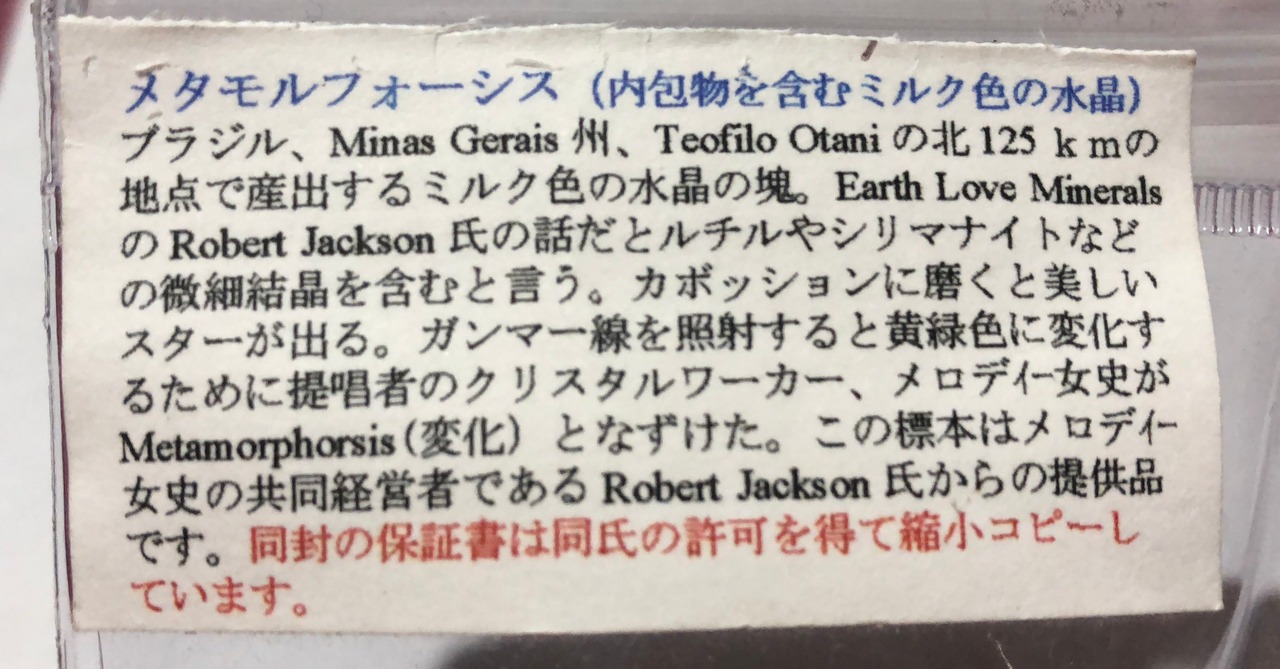 メタモルフォーシス（内包物を含むミルク色の水晶）
ブラジル、Minas Gerais 州、Teofilo Otani の北 125 ｋｍの
地点で産出するミルク色の水晶の塊。Earth Love Minerals
の Robert Jackson 氏の話だとルチルやシリマナイトなど
の微細結晶を含むと言う。カボッションに磨くと美しい
スターが出る。ガンマー線を照射すると黄緑色に変化す
るために提唱者のクリスタルワーカー、メロディー女史が
Metamorphorsis（変化）となずけた。この標本はメロディー
女史の共同経営者である Robert Jackson 氏からの提供品
です。同封の保証書は同氏の許可を得て縮小コピーし
ています。